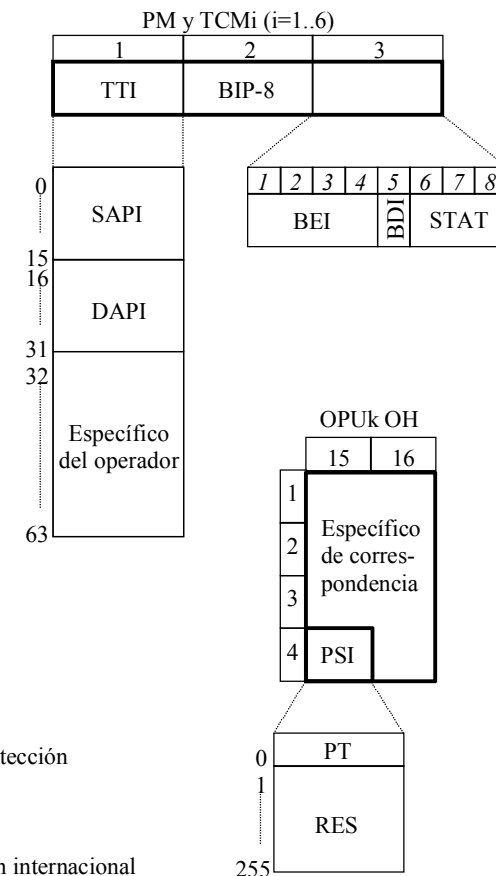 PM y TCMi (i=1..6)
1 2 3
TTI BIP-8
0 SAPI
15
16
DAPI
31
32
Específico
del operador
63
1 2 3 4 5 6 7 8
BEI BDI STAT
OPUk OH
15 16
1
2
3
4
Específico
de corres-
pondencia
PSI
tección
0 PT
1
RES
n internacional
255